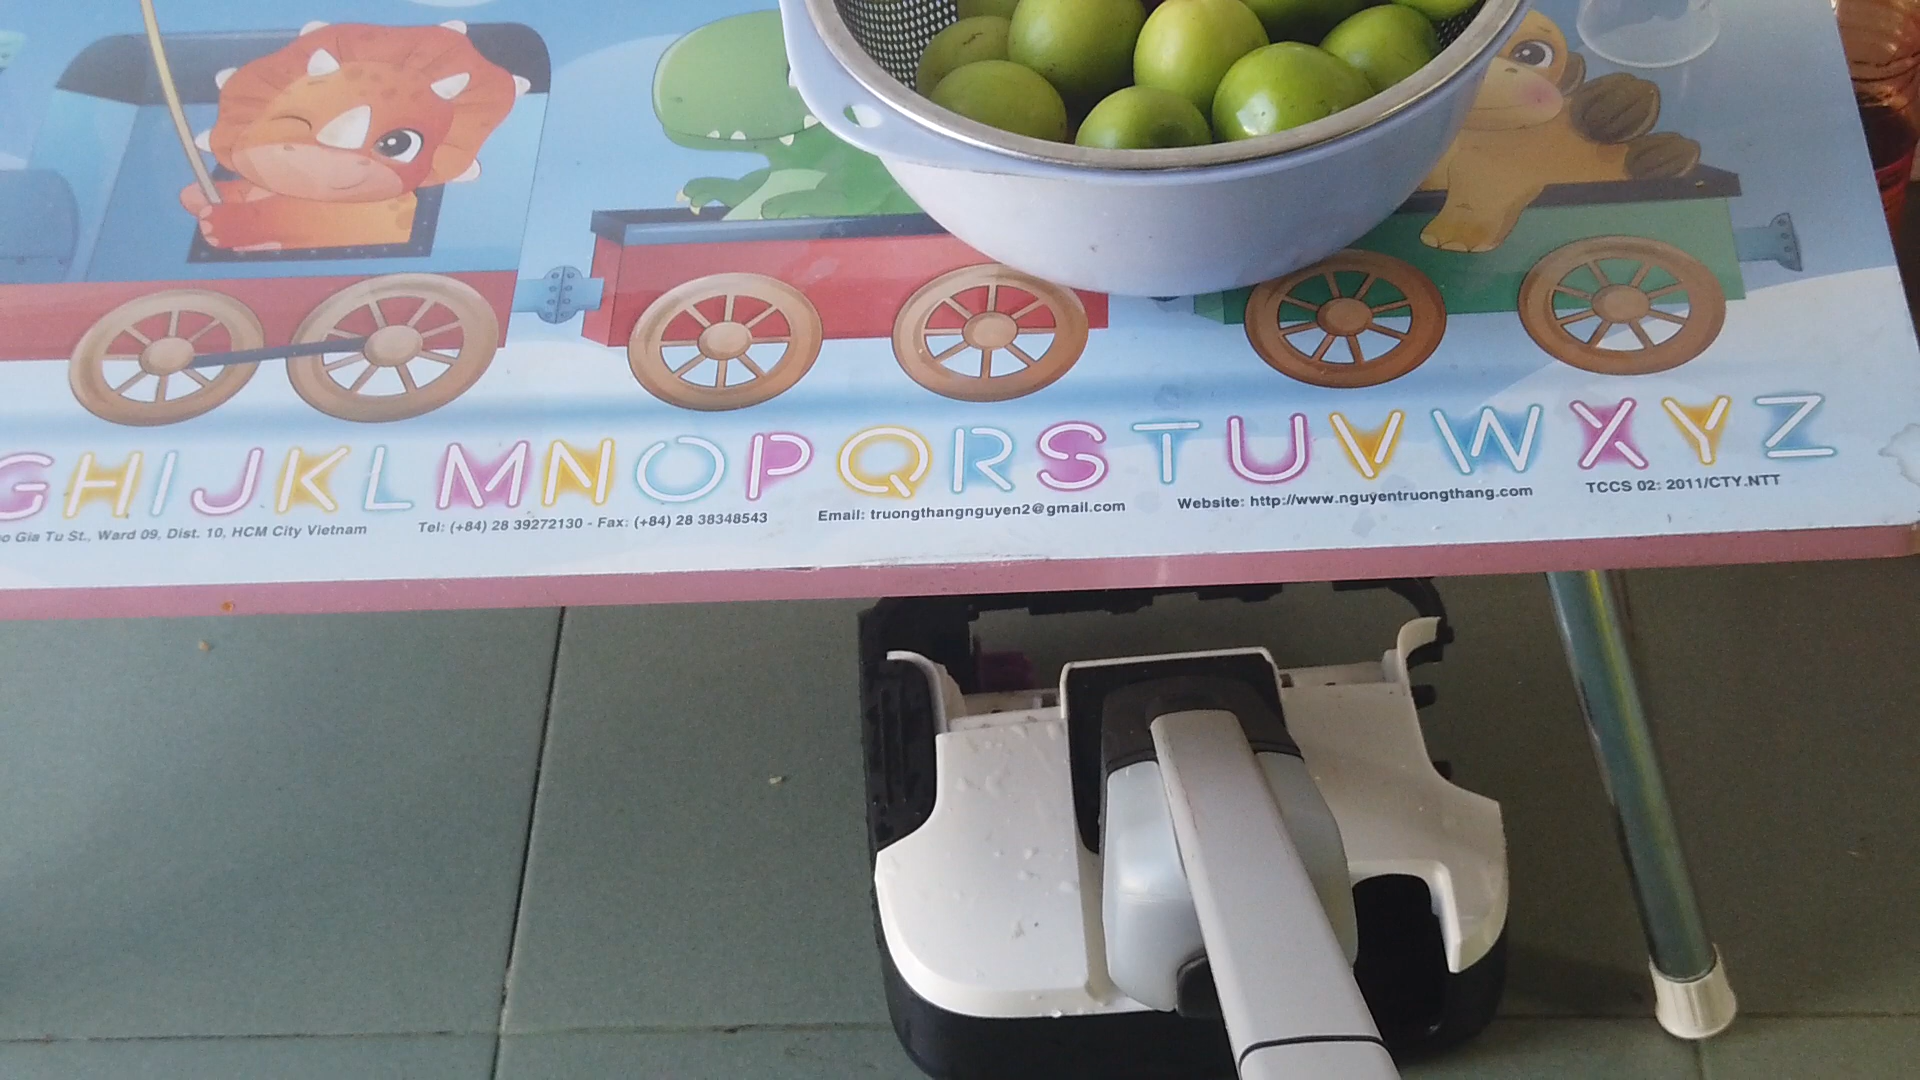 GHIJKLMNOPQRSTUVWXYZ
Gia Tu St., Ward 09, Dist. 10, HCM City Vietnam Tel: (+84) 28 39272130 - Fax: (+84) 28 38348543 Email: truongthangnguyen2@gmail.com Website: http://www.nguyentruongthang.com TCCS 02: 2011/CTY.NTT